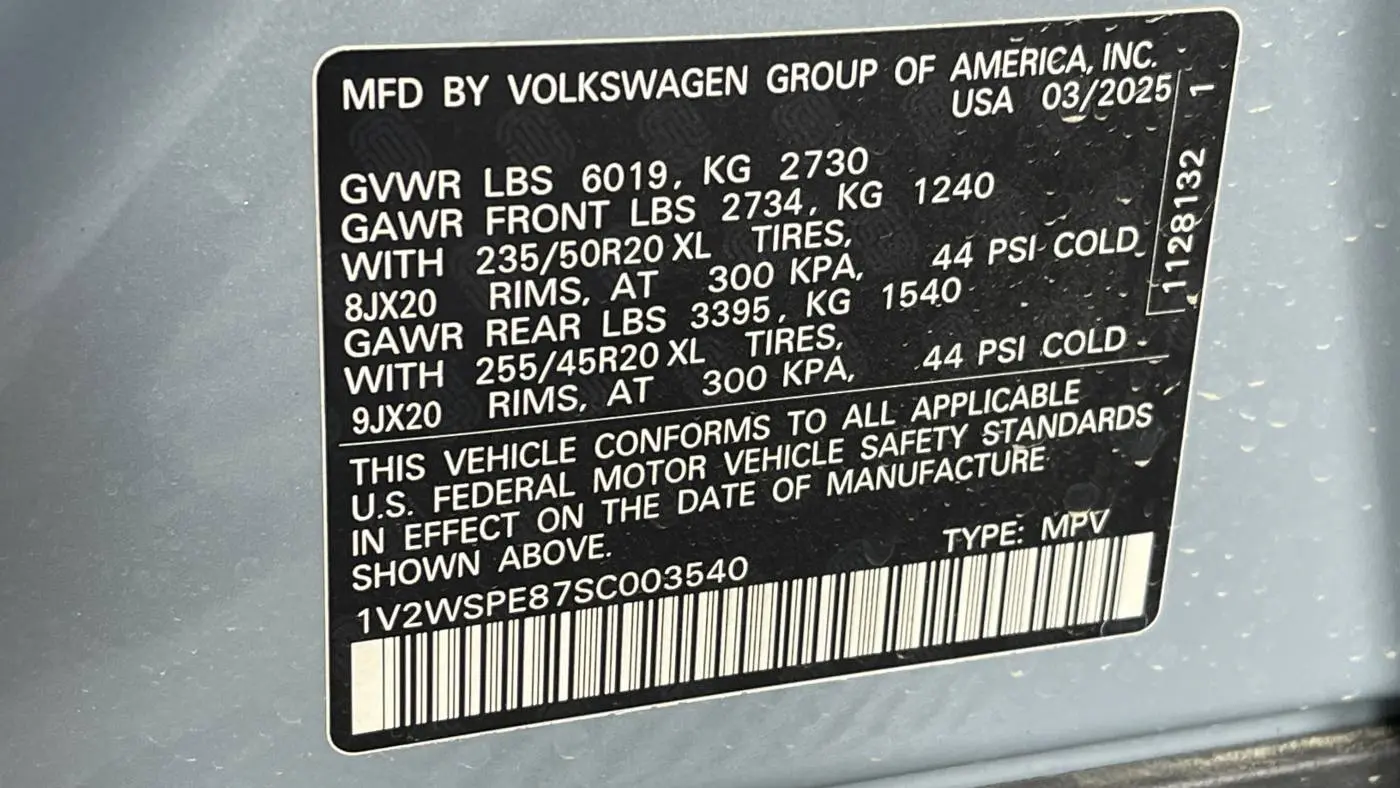 MFD BY VOLKSWAGEN GROUP OF AMERICA, INC.
USA 03/2025
GVWR LBS 6019, KG 2730
GAWR FRONT LBS 2734, KG 1240
WITH 235/50R20 XL TIRES,
8JX20 RIMS, AT 300 KPA, 44 PSI COLD
GAWR REAR LBS 3395, KG 1540
WITH 255/45R20 XL TIRES,
9JX20 RIMS, AT 300 KPA, 44 PSI COLD
THIS VEHICLE CONFORMS TO ALL APPLICABLE
U.S. FEDERAL MOTOR VEHICLE SAFETY STANDARDS
IN EFFECT ON THE DATE OF MANUFACTURE
SHOWN ABOVE.
TYPE: MPV
1V2WSPE87SC003540
1128132 1